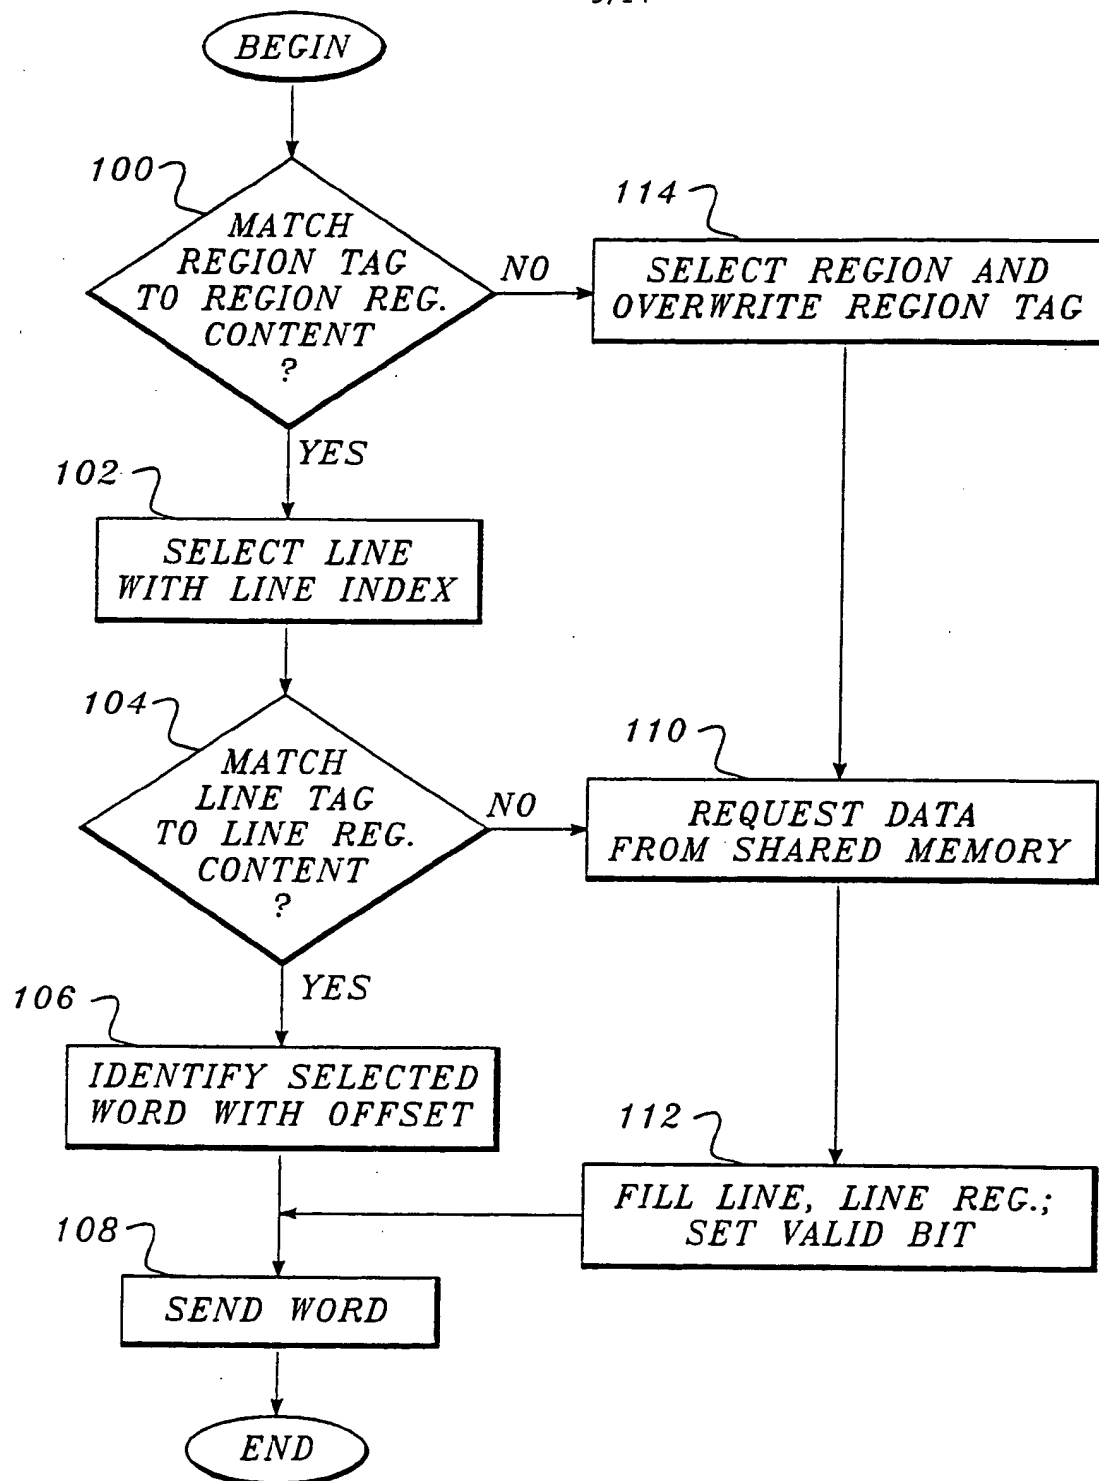 BEGIN
100
MATCH
REGION TAG
TO REGION REG.
CONTENT
?
NO
114
SELECT REGION AND
OVERWRITE REGION TAG
YES
102
SELECT LINE
WITH LINE INDEX
104
MATCH
LINE TAG
TO LINE REG.
CONTENT
?
NO
110
REQUEST DATA
FROM SHARED MEMORY
YES
106
IDENTIFY SELECTED
WORD WITH OFFSET
112
FILL LINE, LINE REG.;
SET VALID BIT
108
SEND WORD
END